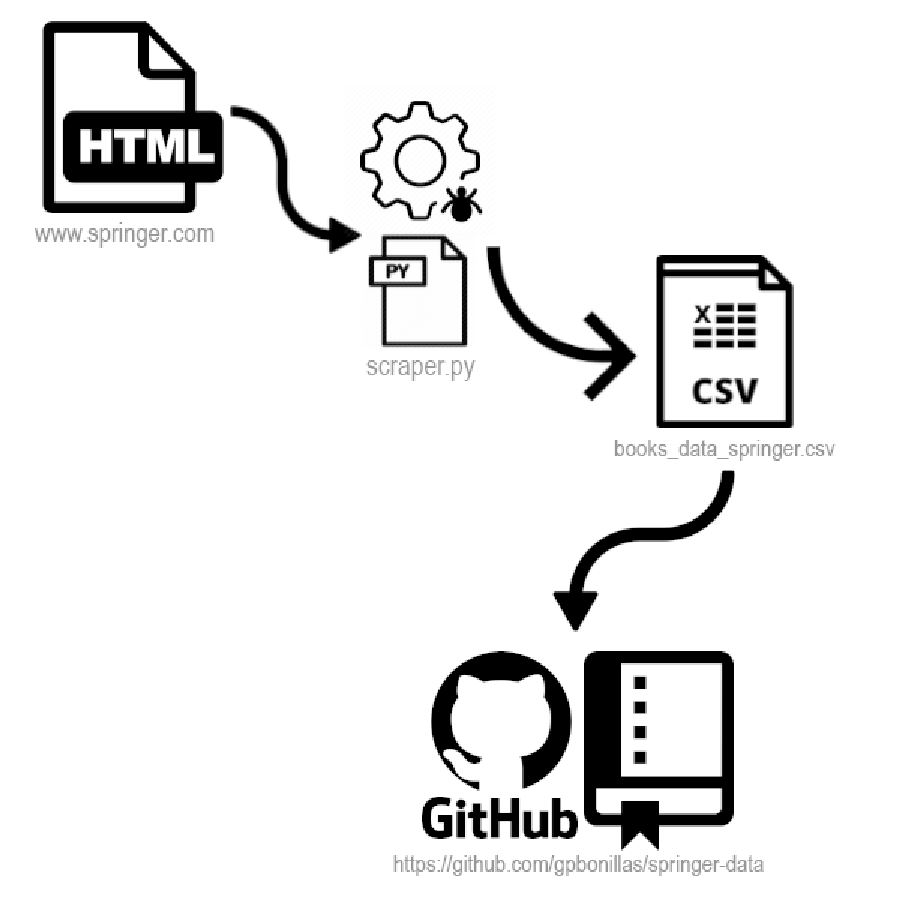 HTML
www.springer.com
PY
scraper.py
X
CSV
books_data_springer.csv
GitHub
https://github.com/gpbonillas/springer-data